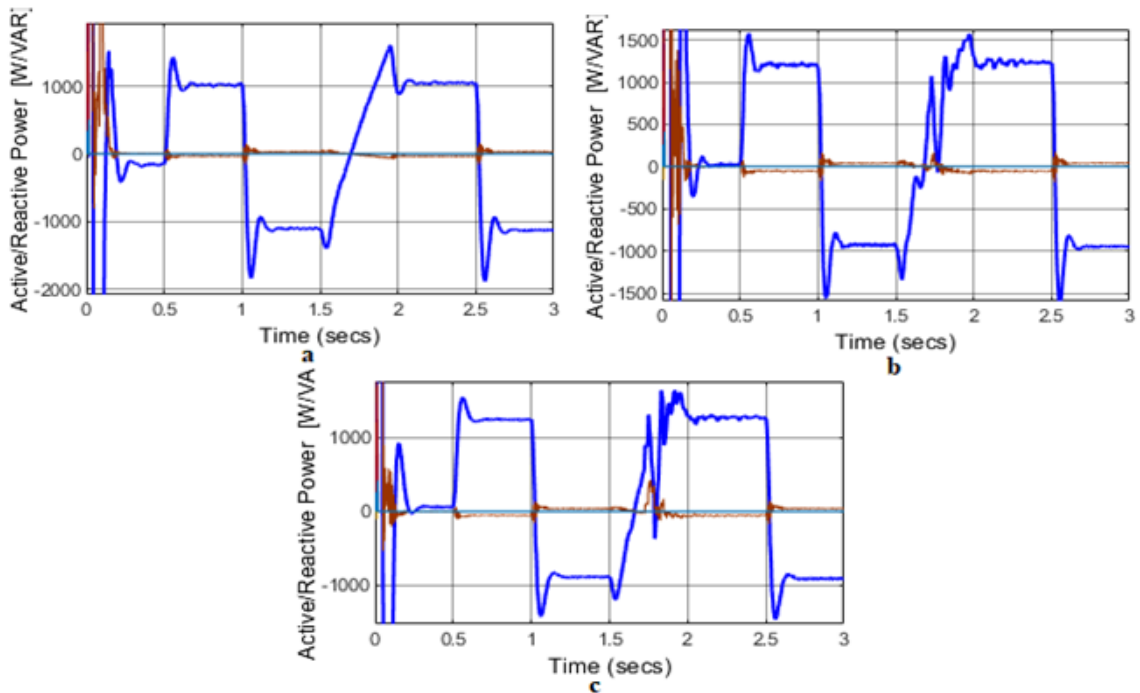 Active/Reactive Power [W/VAR]
1000
0
-1000
-2000
0 0.5 1 1.5 2 2.5 3
Time (secs)
a
Active/Reactive Power [W/VAR]
1500
1000
500
0
-500
-1000
-1500
0 0.5 1 1.5 2 2.5 3
Time (secs)
b
Active/Reactive Power [W/VA
1000
0
-1000
0 0.5 1 1.5 2 2.5 3
Time (secs)
c